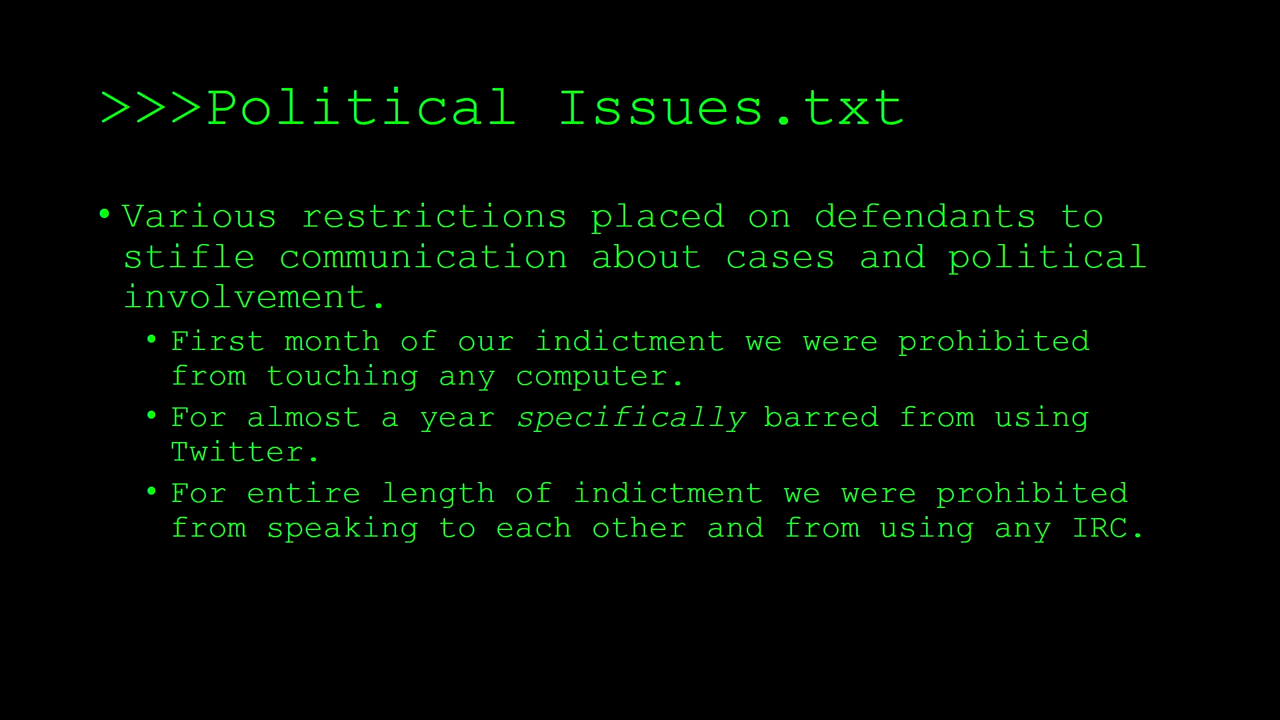 >>>Political Issues.txt
• Various restrictions placed on defendants to
stifle communication about cases and political
involvement.
• First month of our indictment we were prohibited
from touching any computer.
• For almost a year specifically barred from using
Twitter.
• For entire length of indictment we were prohibited
from speaking to each other and from using any IRC.